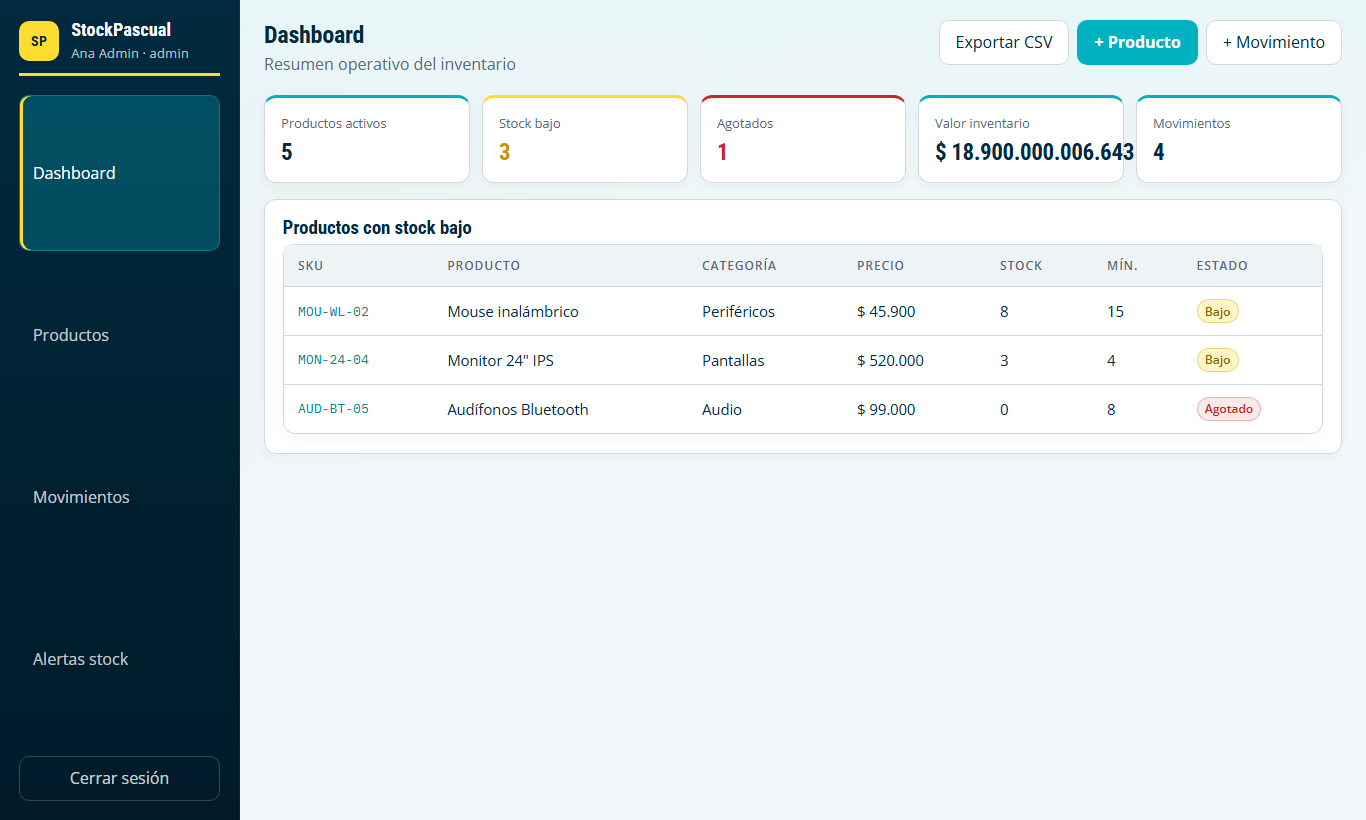 SP
StockPascual
Ana Admin · admin
Dashboard
Productos
Movimientos
Alertas stock
Cerrar sesión
Dashboard
Resumen operativo del inventario
Exportar CSV
+ Producto
+ Movimiento
Productos activos
5
Stock bajo
3
Agotados
1
Valor inventario
$ 18.900.000.006.643
Movimientos
4
Productos con stock bajo
SKU PRODUCTO CATEGORÍA PRECIO STOCK MÍN. ESTADO
MOU-WL-02 Mouse inalámbrico Periféricos $ 45.900 8 15 Bajo
MON-24-04 Monitor 24" IPS Pantallas $ 520.000 3 4 Bajo
AUD-BT-05 Audífonos Bluetooth Audio $ 99.000 0 8 Agotado